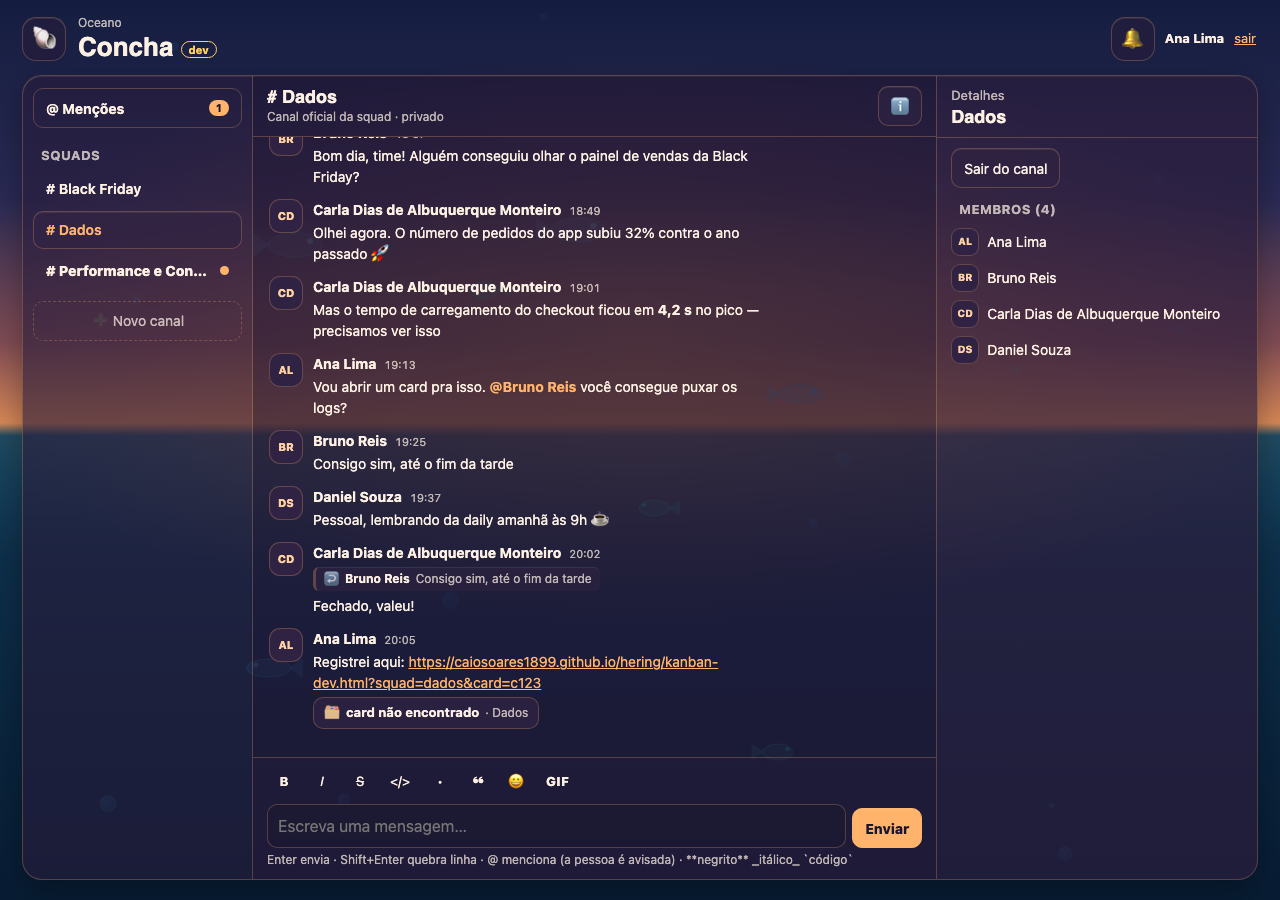 Oceano
Concha dev
Ana Lima sair
@ Menções 1
SQUADS
# Black Friday
# Dados
# Performance e Con...
Novo canal
# Dados
Canal oficial da squad · privado
BR
Bom dia, time! Alguém conseguiu olhar o painel de vendas da Black
Friday?
CD Carla Dias de Albuquerque Monteiro 18:49
Olhei agora. O número de pedidos do app subiu 32% contra o ano
passado 🚀
CD Carla Dias de Albuquerque Monteiro 19:01
Mas o tempo de carregamento do checkout ficou em 4,2 s no pico —
precisamos ver isso
AL Ana Lima 19:13
Vou abrir um card pra isso. @Bruno Reis você consegue puxar os
logs?
BR Bruno Reis 19:25
Consigo sim, até o fim da tarde
DS Daniel Souza 19:37
Pessoal, lembrando da daily amanhã às 9h ☕
CD Carla Dias de Albuquerque Monteiro 20:02
Bruno Reis Consigo sim, até o fim da tarde
Fechado, valeu!
AL Ana Lima 20:05
Registrei aqui: https://caiosoares1899.github.io/hering/kanban-
dev.html?squad=dados&card=c123
card não encontrado · Dados
B I S </> • ❝ 😀 GIF
Escreva uma mensagem...
Enviar
Enter envia · Shift+Enter quebra linha · @ menciona (a pessoa é avisada) · **negrito** _itálico_ `código`
Detalhes
Dados
Sair do canal
MEMBROS (4)
AL Ana Lima
BR Bruno Reis
CD Carla Dias de Albuquerque Monteiro
DS Daniel Souza